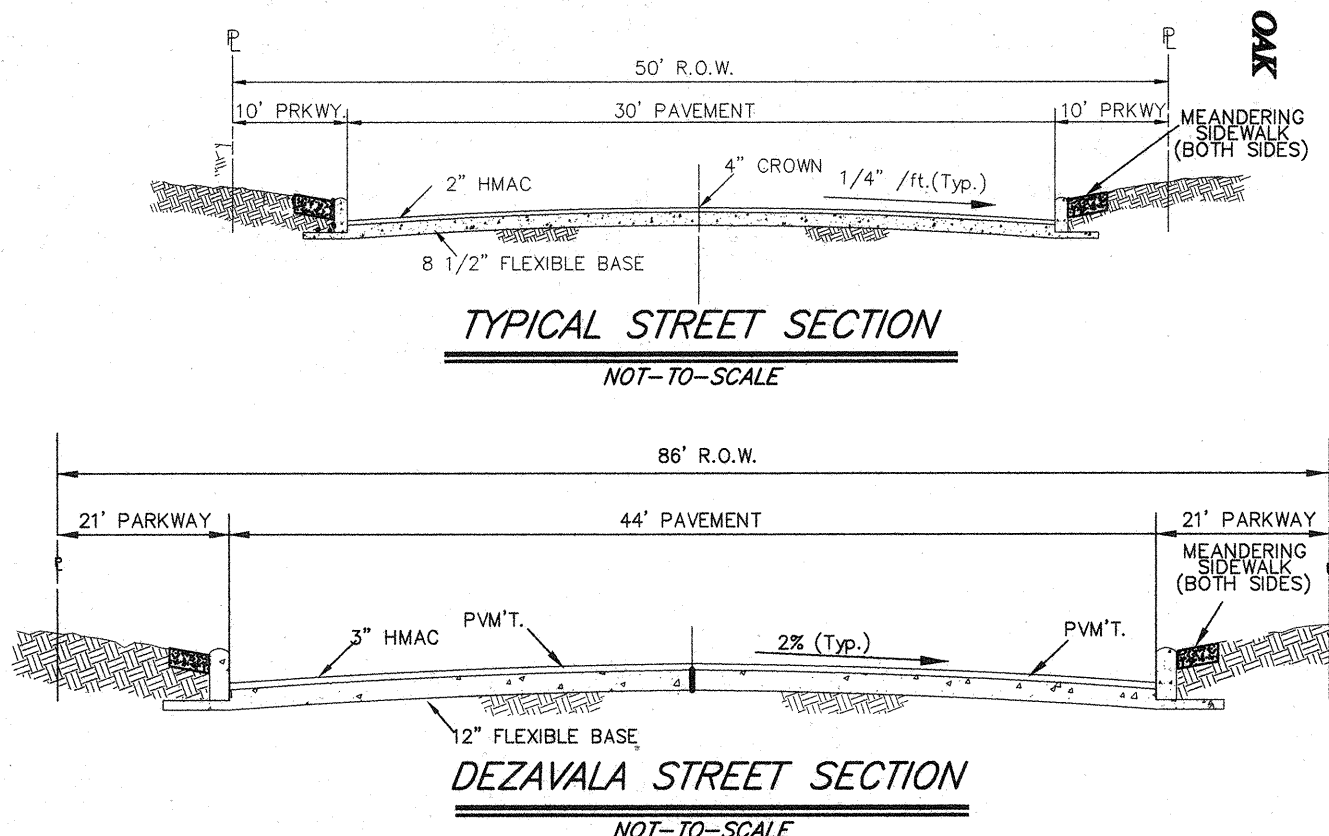 OAK
PL
PL
50' R.O.W.
10' PRKWY.
30' PAVEMENT
10' PRKWY
MEANDERING
SIDEWALK
(BOTH SIDES)
2" HMAC
4" CROWN
1/4" /ft.(Typ.)
8 1/2" FLEXIBLE BASE
TYPICAL STREET SECTION
NOT-TO-SCALE
86' R.O.W.
21' PARKWAY
44' PAVEMENT
21' PARKWAY
PL
MEANDERING
SIDEWALK
(BOTH SIDES)
3" HMAC
PVM'T.
2% (Typ.)
PVM'T.
12" FLEXIBLE BASE
DEZAVALA STREET SECTION
NOT-TO-SCALE